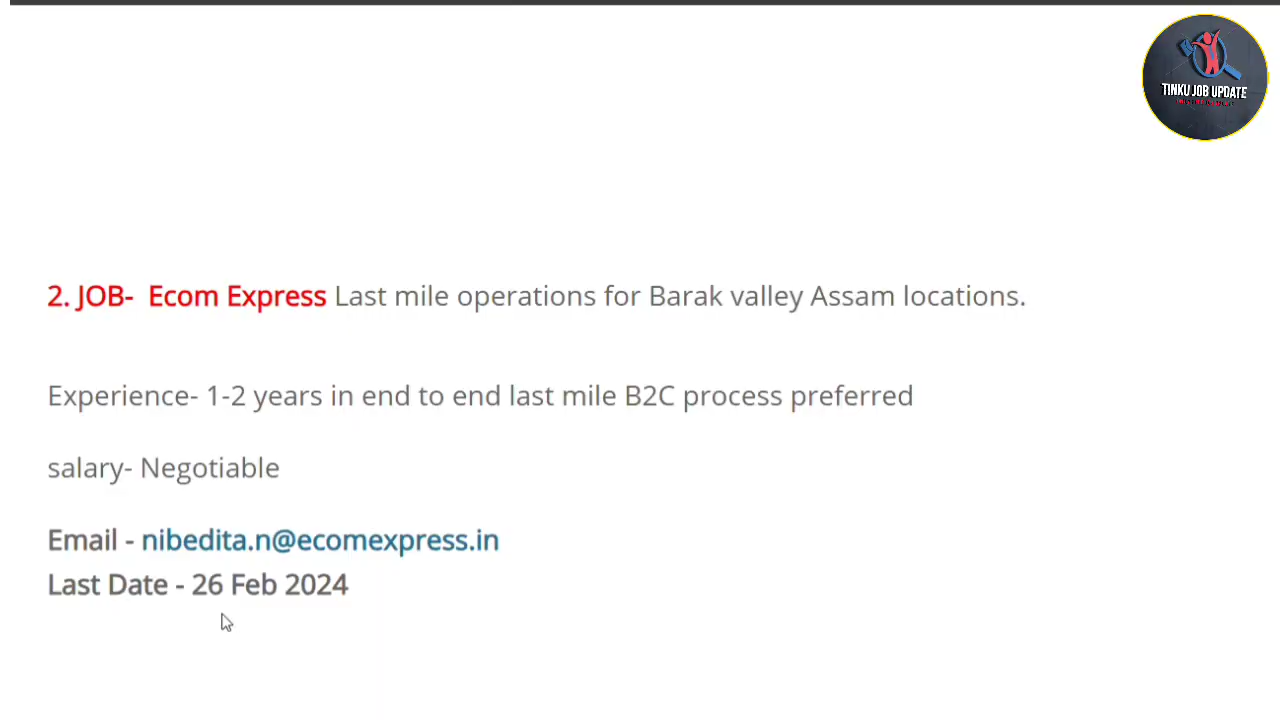 TINKU JOB UPDATE
2. JOB- Ecom Express Last mile operations for Barak valley Assam locations.
Experience- 1-2 years in end to end last mile B2C process preferred
salary- Negotiable
Email - nibedita.n@ecomexpress.in
Last Date - 26 Feb 2024